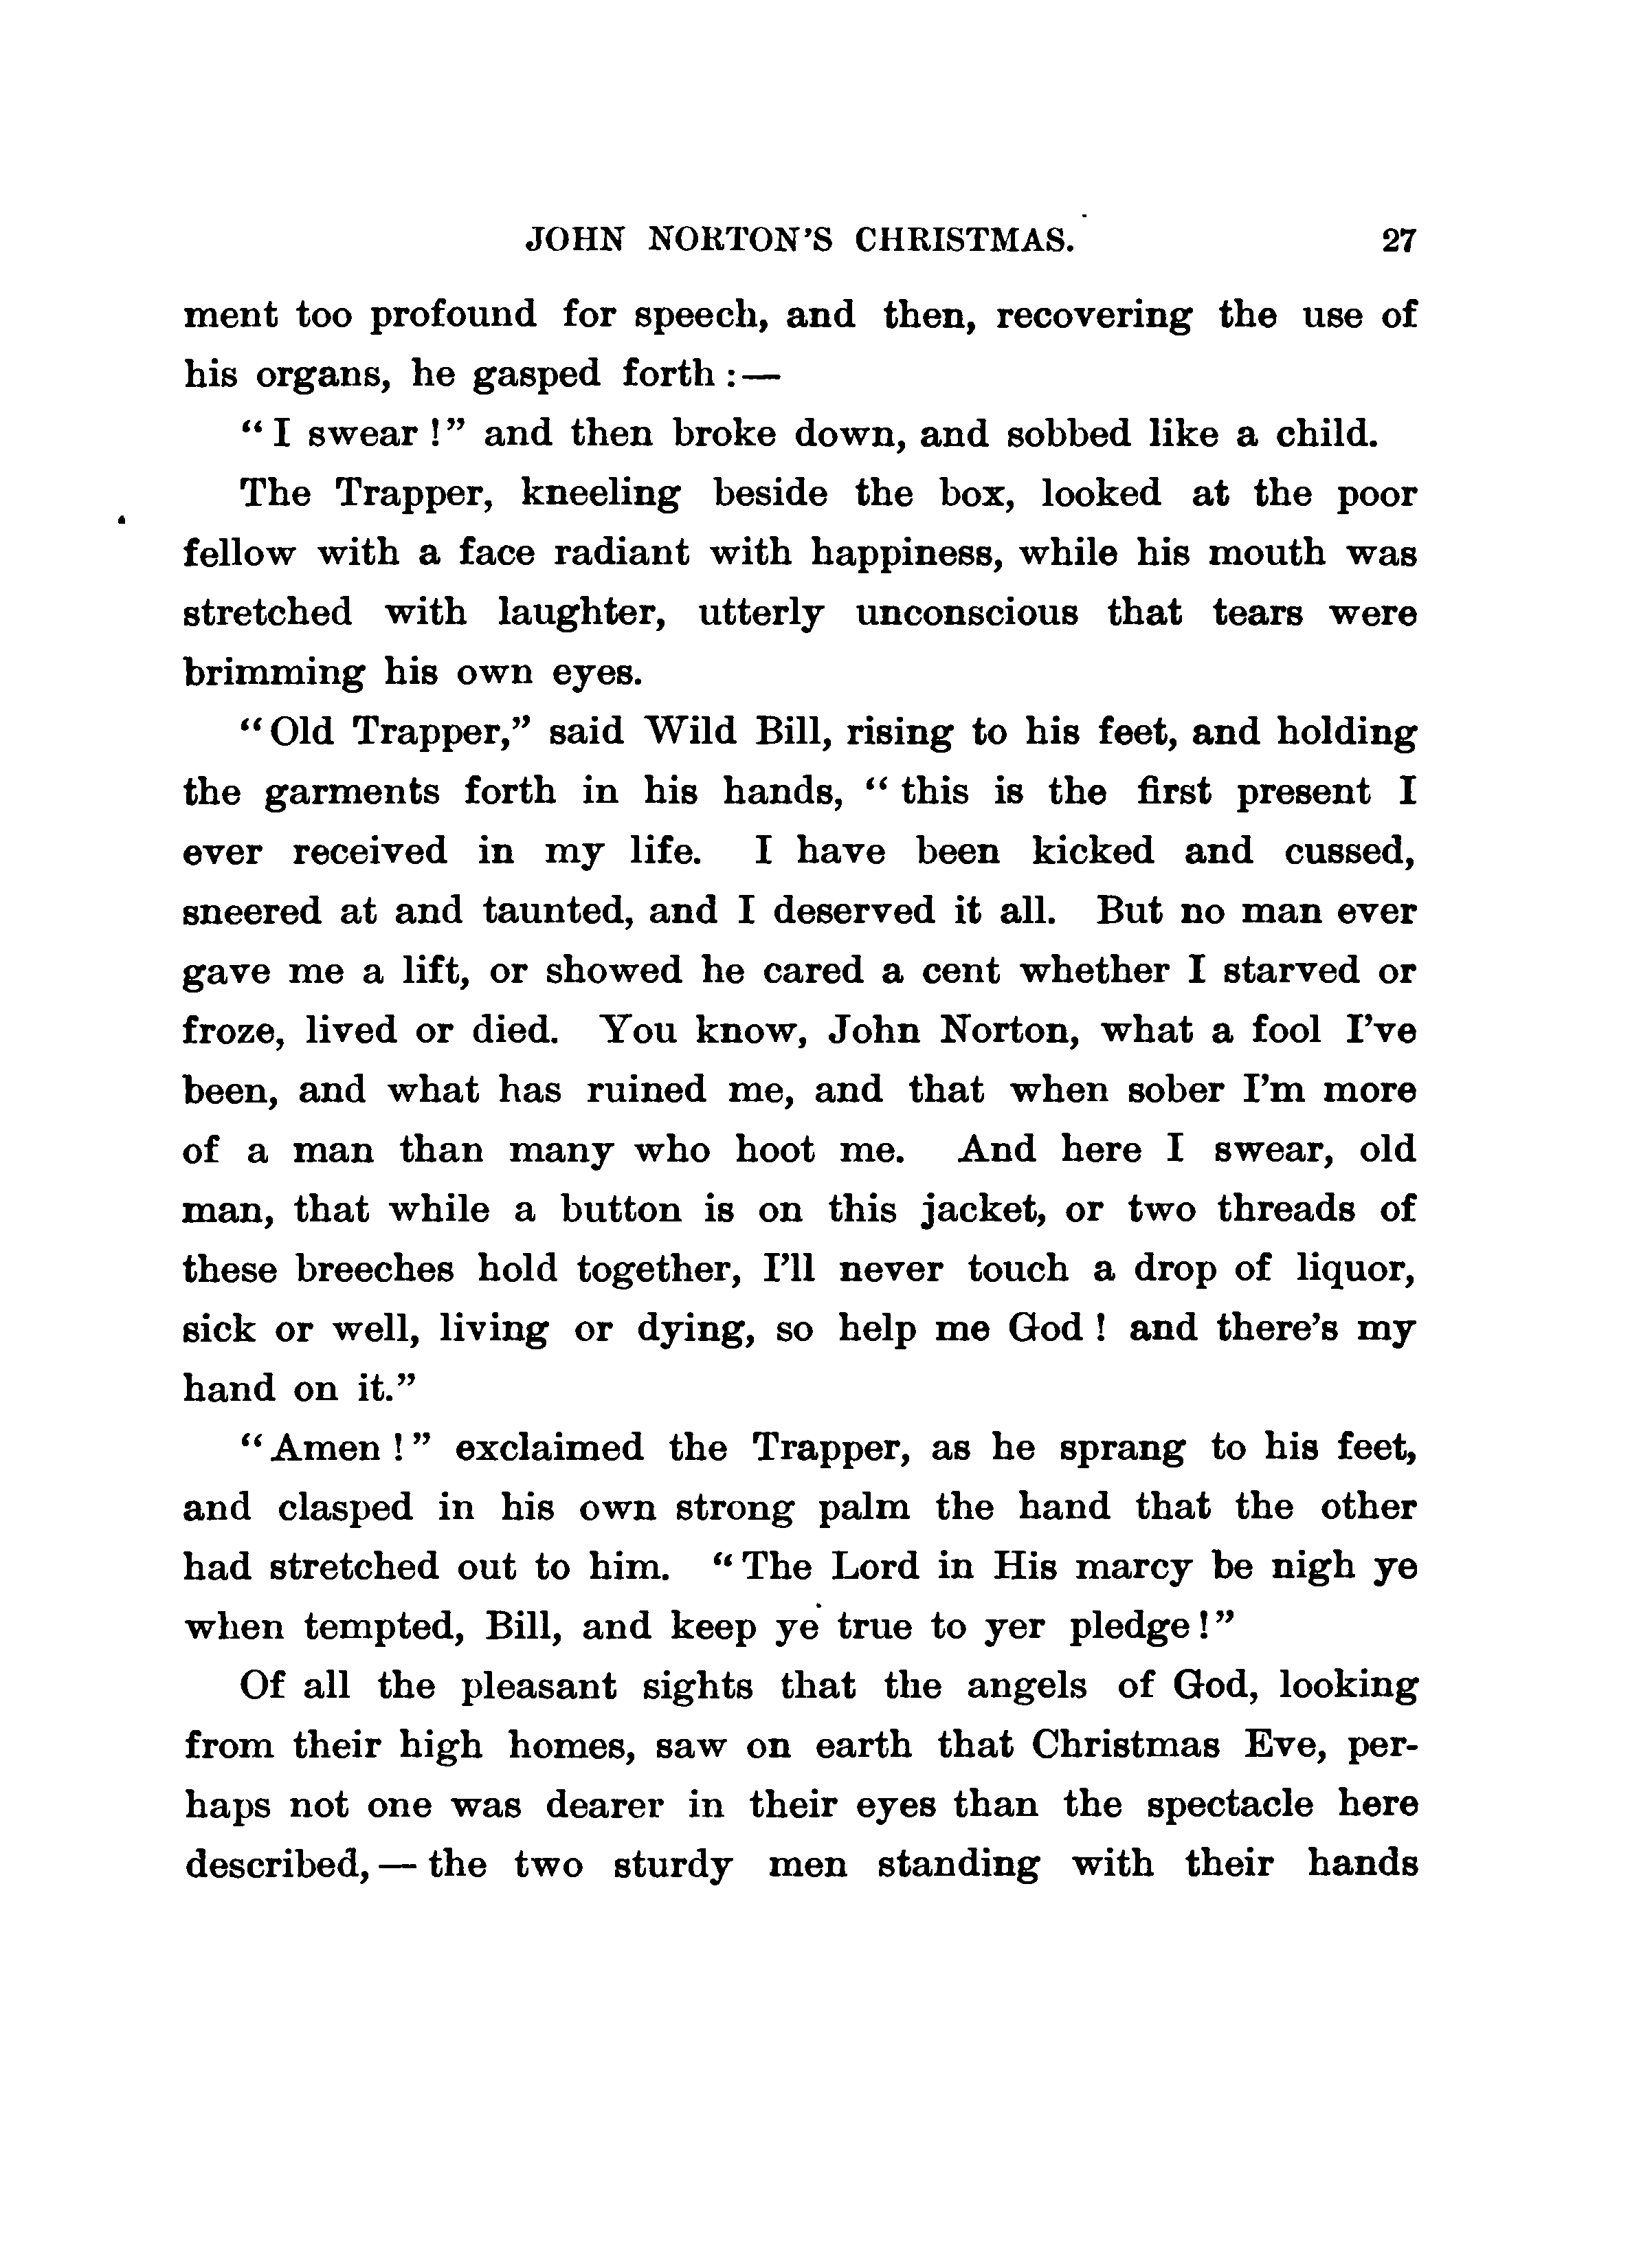 JOHN NORTON'S CHRISTMAS. 27
ment too profound for speech, and then, recovering the use of
his organs, he gasped forth :—
“ I swear !” and then broke down, and sobbed like a child.
The Trapper, kneeling beside the box, looked at the poor
fellow with a face radiant with happiness, while his mouth was
stretched with laughter, utterly unconscious that tears were
brimming his own eyes.
“Old Trapper,” said Wild Bill, rising to his feet, and holding
the garments forth in his hands, “ this is the first present I
ever received in my life. I have been kicked and cussed,
sneered at and taunted, and I deserved it all. But no man ever
gave me a lift, or showed he cared a cent whether I starved or
froze, lived or died. You know, John Norton, what a fool I’ve
been, and what has ruined me, and that when sober I’m more
of a man than many who hoot me. And here I swear, old
man, that while a button is on this jacket, or two threads of
these breeches hold together, I’ll never touch a drop of liquor,
sick or well, living or dying, so help me God ! and there’s my
hand on it.”
“Amen !” exclaimed the Trapper, as he sprang to his feet,
and clasped in his own strong palm the hand that the other
had stretched out to him. “The Lord in His marcy be nigh ye
when tempted, Bill, and keep ye true to yer pledge !”
Of all the pleasant sights that the angels of God, looking
from their high homes, saw on earth that Christmas Eve, per-
haps not one was dearer in their eyes than the spectacle here
described, — the two sturdy men standing with their hands